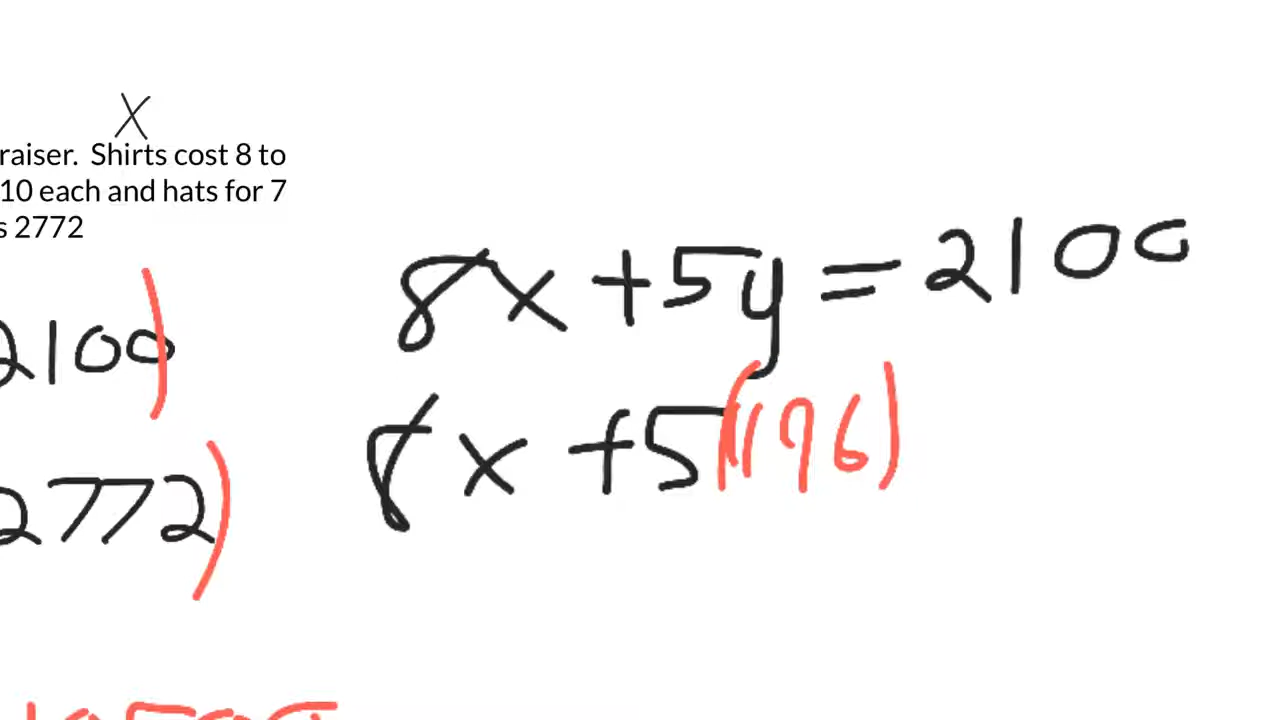 X
raiser. Shirts cost 8 to
10 each and hats for 7
s 2772
8x+5y=2100
2100)
8x+5(196)
2772)